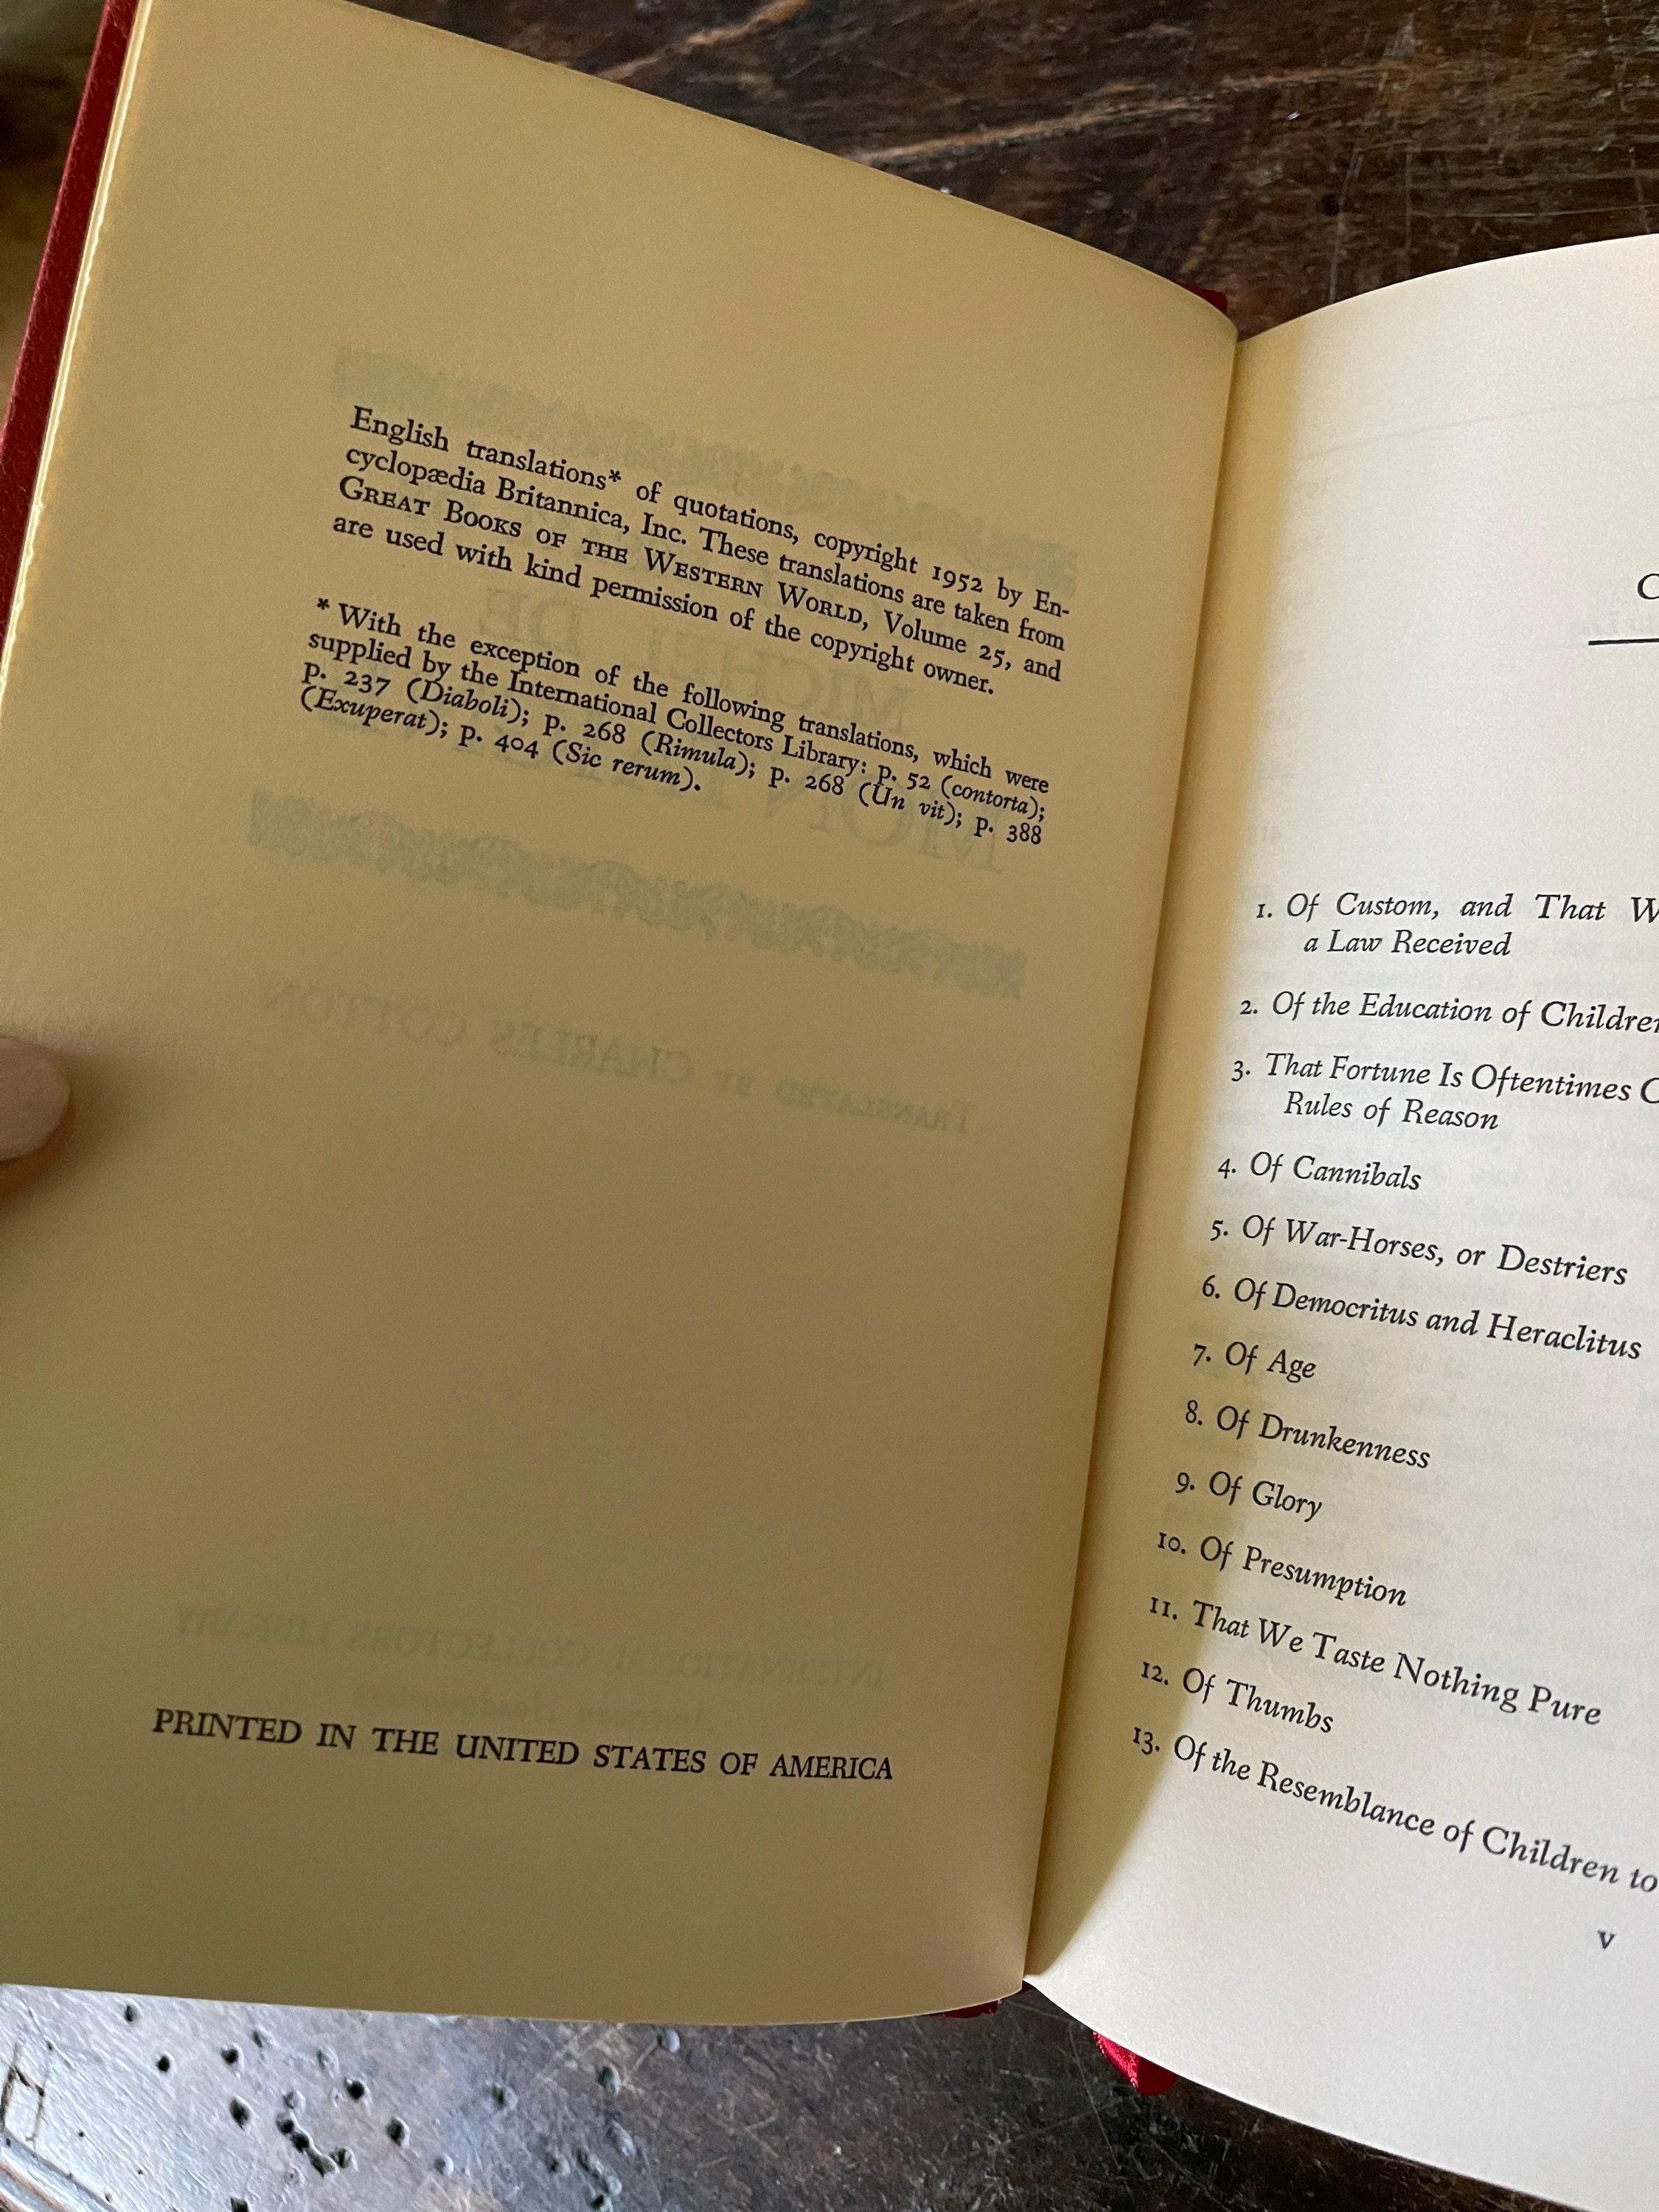 English translations* of quotations, copyright 1952 by En-
cyclopædia Britannica, Inc. These translations are taken from
GREAT BOOKS OF THE WESTERN WORLD, Volume 25, and
are used with kind permission of the copyright owner.
* With the exception of the following translations, which were
supplied by the International Collectors Library: p. 52 (contorta);
p. 237 (Diaboli); p. 268 (Rimula); p. 268 (Un vit); p. 388
(Exuperat); p. 404 (Sic rerum).
PRINTED IN THE UNITED STATES OF AMERICA
1. Of Custom, and That W
a Law Received
2. Of the Education of Children
3. That Fortune Is Oftentimes
Rules of Reason
4. Of Cannibals
5. Of War-Horses, or Destriers
6. Of Democritus and Heraclitus
7. Of Age
8. Of Drunkenness
9. Of Glory
10. Of Presumption
11. That We Taste Nothing Pure
12. Of Thumbs
13. Of the Resemblance of Children to
v